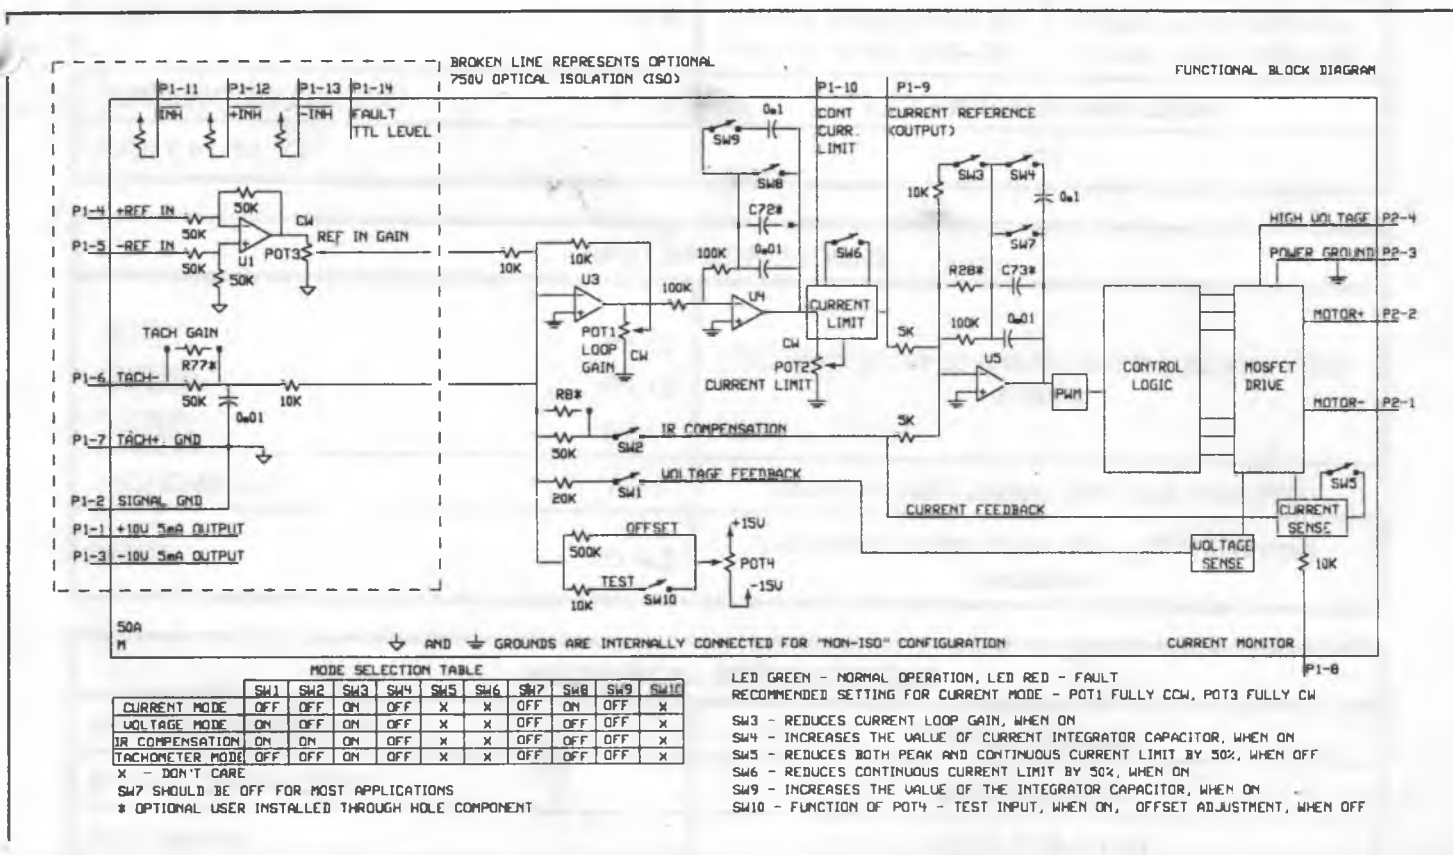 BROKEN LINE REPRESENTS OPTIONAL
750V OPTICAL ISOLATION (ISO)
FUNCTIONAL BLOCK DIAGRAM
P1-11 P1-12 P1-13 P1-14
INH +INH -INH FAULT
TTL LEVEL
P1-10 P1-9
CONT
CURR.
LIMIT
CURRENT REFERENCE
(OUTPUT)
0.1
SW9
SW8
C72*
0.01
100K
SW6
50K
P1-4 +REF IN
50K
CW
REF IN GAIN
P1-5 -REF IN
50K
U1
POT3
50K
10K
10K
U3
100K
U4
CURRENT
LIMIT
POT1
LOOP
GAIN
CW
CW
POT2
CURRENT LIMIT
10K
SW3
SW4
0.1
SW7
R28*
C73*
100K
0.01
5K
U5
PWM
CONTROL
LOGIC
MOSFET
DRIVE
HIGH VOLTAGE P2-4
POWER GROUND P2-3
MOTOR+ P2-2
MOTOR- P2-1
TACH GAIN
R77*
P1-6 TACH-
50K
0.01
10K
P1-7 TACH+, GND
P1-2 SIGNAL GND
P1-1 +10V 5mA OUTPUT
P1-3 -10V 5mA OUTPUT
R8*
50K
SW2
IR COMPENSATION
5K
20K
SW1
VOLTAGE FEEDBACK
CURRENT FEEDBACK
SW5
CURRENT
SENSE
VOLTAGE
SENSE
10K
OFFSET
500K
TEST
10K
SW10
+15V
POT4
-15V
50A
M
AND GROUNDS ARE INTERNALLY CONNECTED FOR "NON-ISO" CONFIGURATION
CURRENT MONITOR
P1-8
MODE SELECTION TABLE
SW1 SW2 SW3 SW4 SW5 SW6 SW7 SW8 SW9 SW10
CURRENT MODE OFF OFF ON OFF X X OFF ON OFF X
VOLTAGE MODE ON OFF ON OFF X X OFF OFF OFF X
IR COMPENSATION ON ON ON OFF X X OFF OFF OFF X
TACHOMETER MODE OFF OFF ON OFF X X OFF OFF OFF X
X - DON'T CARE
SW7 SHOULD BE OFF FOR MOST APPLICATIONS
* OPTIONAL USER INSTALLED THROUGH HOLE COMPONENT
LED GREEN - NORMAL OPERATION, LED RED - FAULT
RECOMMENDED SETTING FOR CURRENT MODE - POT1 FULLY CCW, POT3 FULLY CW
SW3 - REDUCES CURRENT LOOP GAIN, WHEN ON
SW4 - INCREASES THE VALUE OF CURRENT INTEGRATOR CAPACITOR, WHEN ON
SW5 - REDUCES BOTH PEAK AND CONTINUOUS CURRENT LIMIT BY 50%, WHEN OFF
SW6 - REDUCES CONTINUOUS CURRENT LIMIT BY 50%, WHEN ON
SW9 - INCREASES THE VALUE OF THE INTEGRATOR CAPACITOR, WHEN ON
SW10 - FUNCTION OF POT4 - TEST INPUT, WHEN ON, OFFSET ADJUSTMENT, WHEN OFF